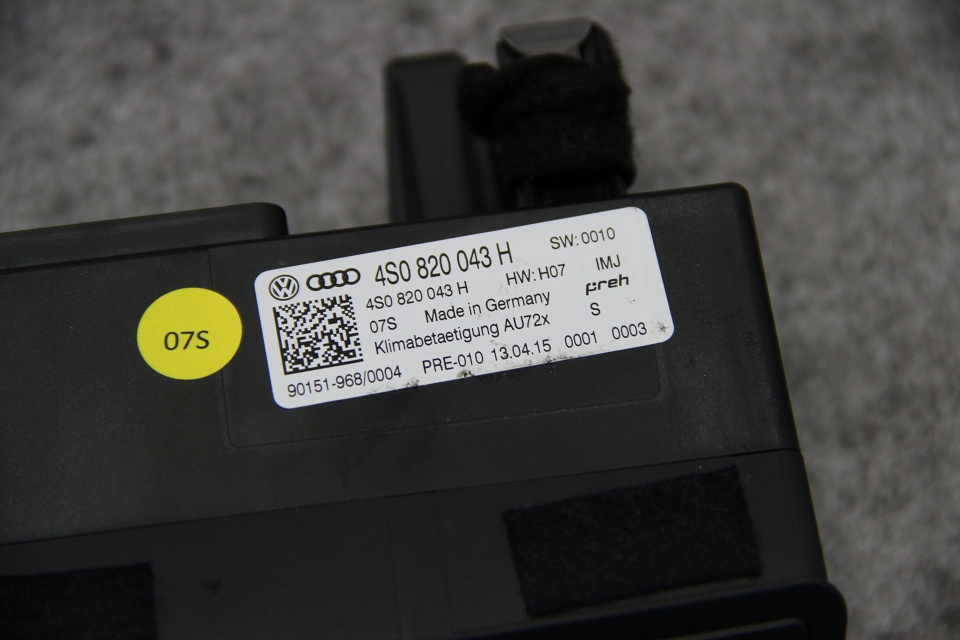 4S0 820 043 H SW: 0010
4S0 820 043 H HW: H07 IMJ
07S Made in Germany preh
Klimabetaetigung AU72x S
90151-968/0004 PRE-010 13.04.15 0001 0003
07S